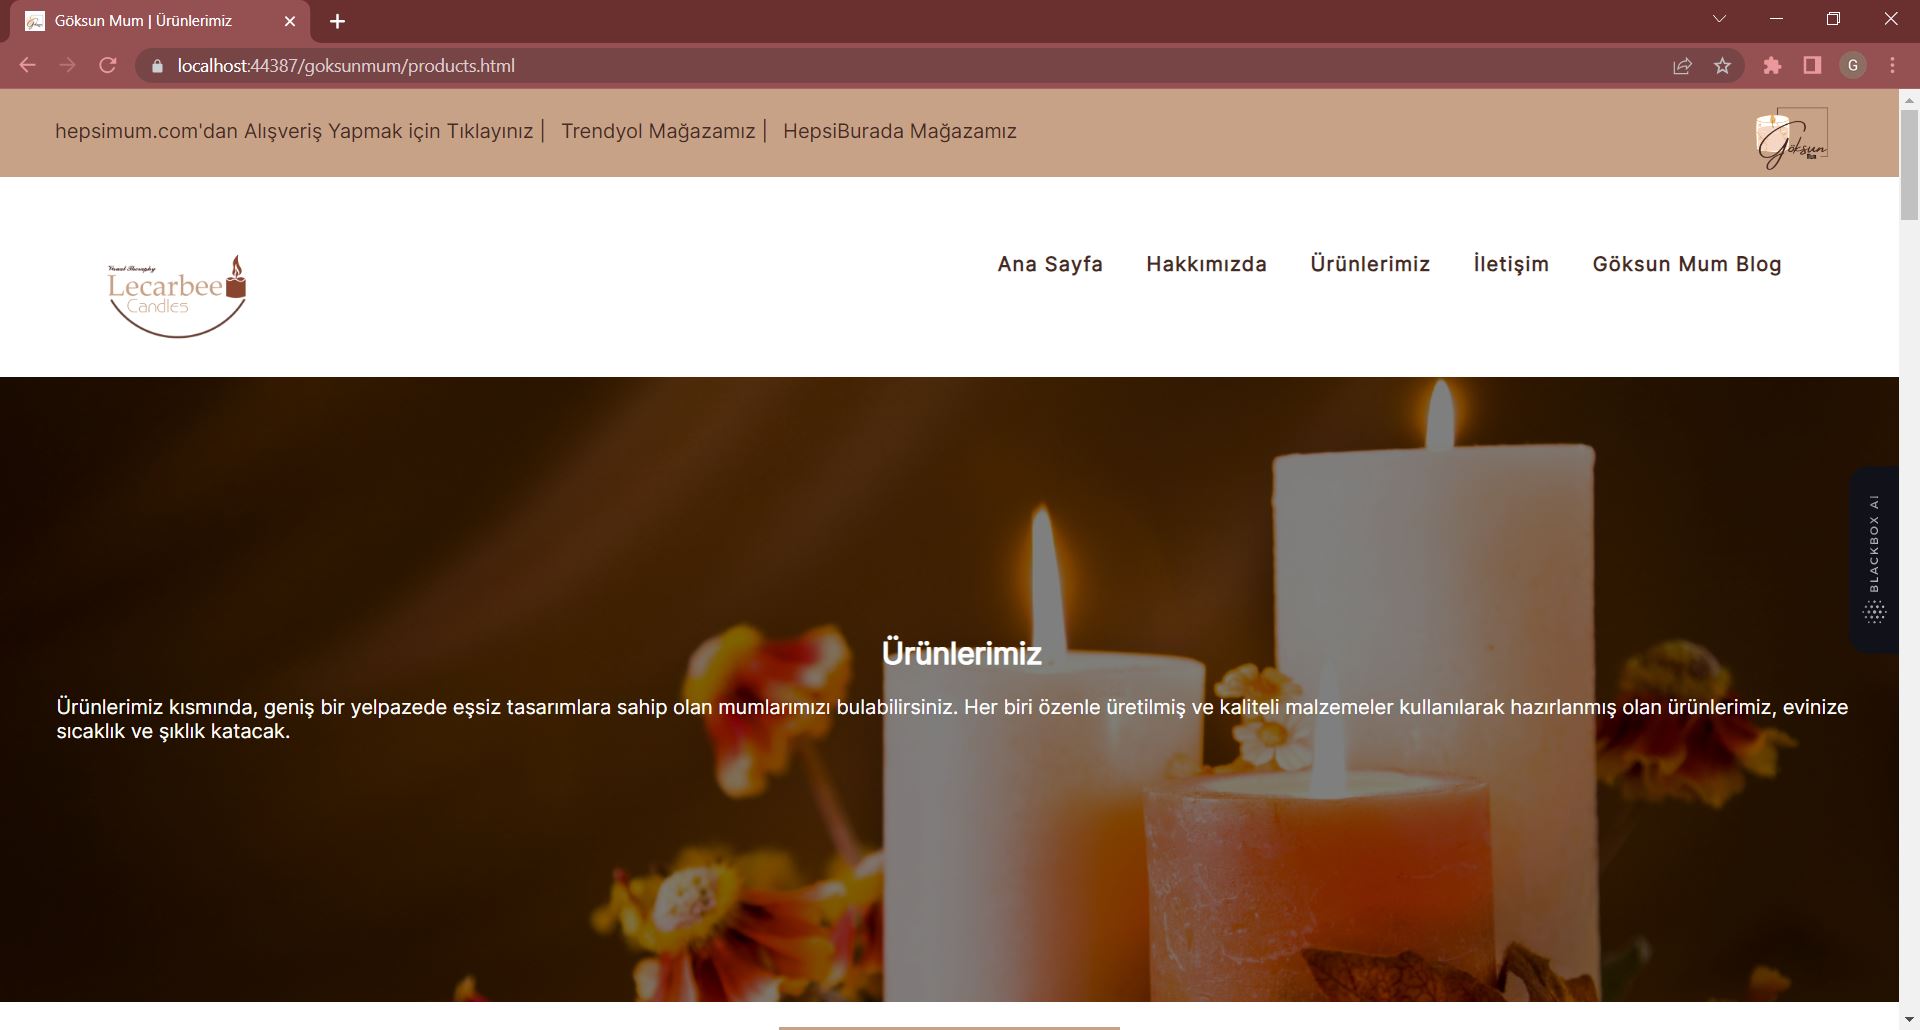 Göksun Mum | Ürünlerimiz
localhost:44387/goksunmum/products.html
G
hepsimum.com'dan Alışveriş Yapmak için Tıklayınız | Trendyol Mağazamız | HepsiBurada Mağazamız
Göksun
Visual Theraphy
Lecarbee
Candles
Ana Sayfa Hakkımızda Ürünlerimiz İletişim Göksun Mum Blog
BLACKBOX AI
Ürünlerimiz
Ürünlerimiz kısmında, geniş bir yelpazede eşsiz tasarımlara sahip olan mumlarımızı bulabilirsiniz. Her biri özenle üretilmiş ve kaliteli malzemeler kullanılarak hazırlanmış olan ürünlerimiz, evinize
sıcaklık ve şıklık katacak.